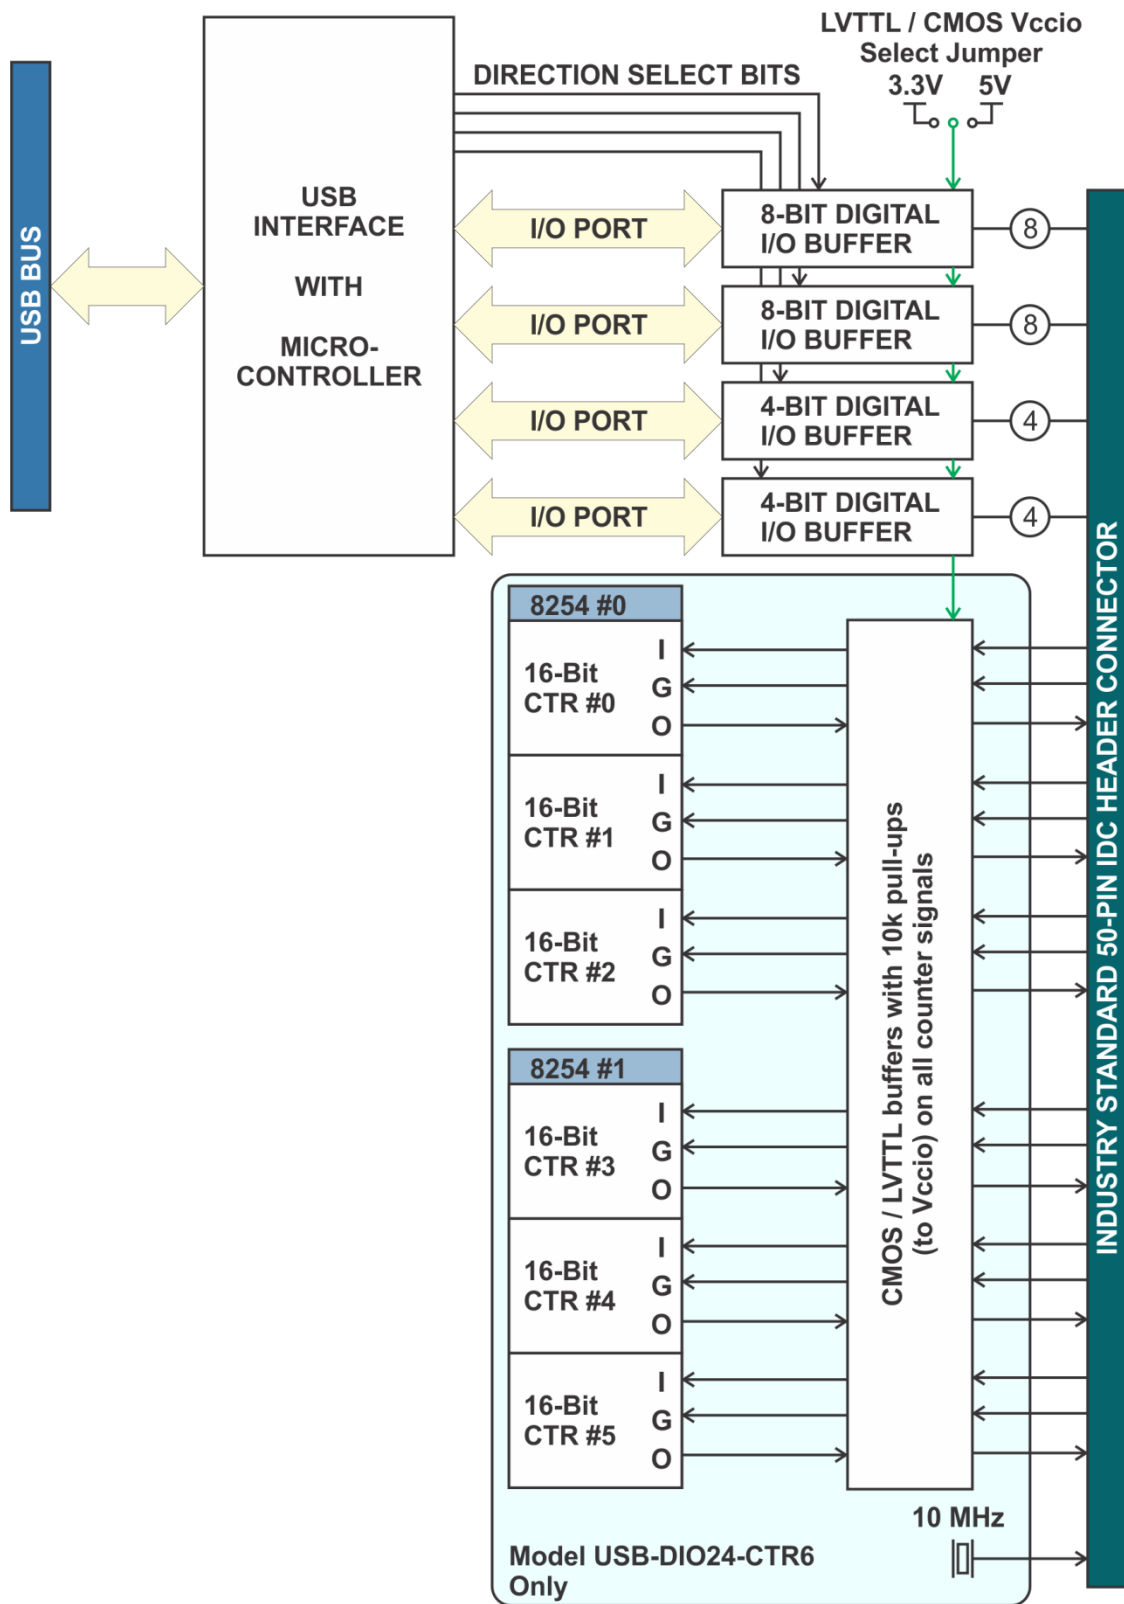 LVTTL / CMOS Vccio
Select Jumper
3.3V 5V
DIRECTION SELECT BITS
USB BUS
USB
INTERFACE
WITH
MICRO-
CONTROLLER
I/O PORT
8-BIT DIGITAL
I/O BUFFER
8
I/O PORT
8-BIT DIGITAL
I/O BUFFER
8
I/O PORT
4-BIT DIGITAL
I/O BUFFER
4
I/O PORT
4-BIT DIGITAL
I/O BUFFER
4
INDUSTRY STANDARD 50-PIN IDC HEADER CONNECTOR
8254 #0
16-Bit
CTR #0
I
G
O
16-Bit
CTR #1
I
G
O
16-Bit
CTR #2
I
G
O
8254 #1
16-Bit
CTR #3
I
G
O
16-Bit
CTR #4
I
G
O
16-Bit
CTR #5
I
G
O
CMOS / LVTTL buffers with 10k pull-ups
(to Vccio) on all counter signals
10 MHz
Model USB-DIO24-CTR6
Only